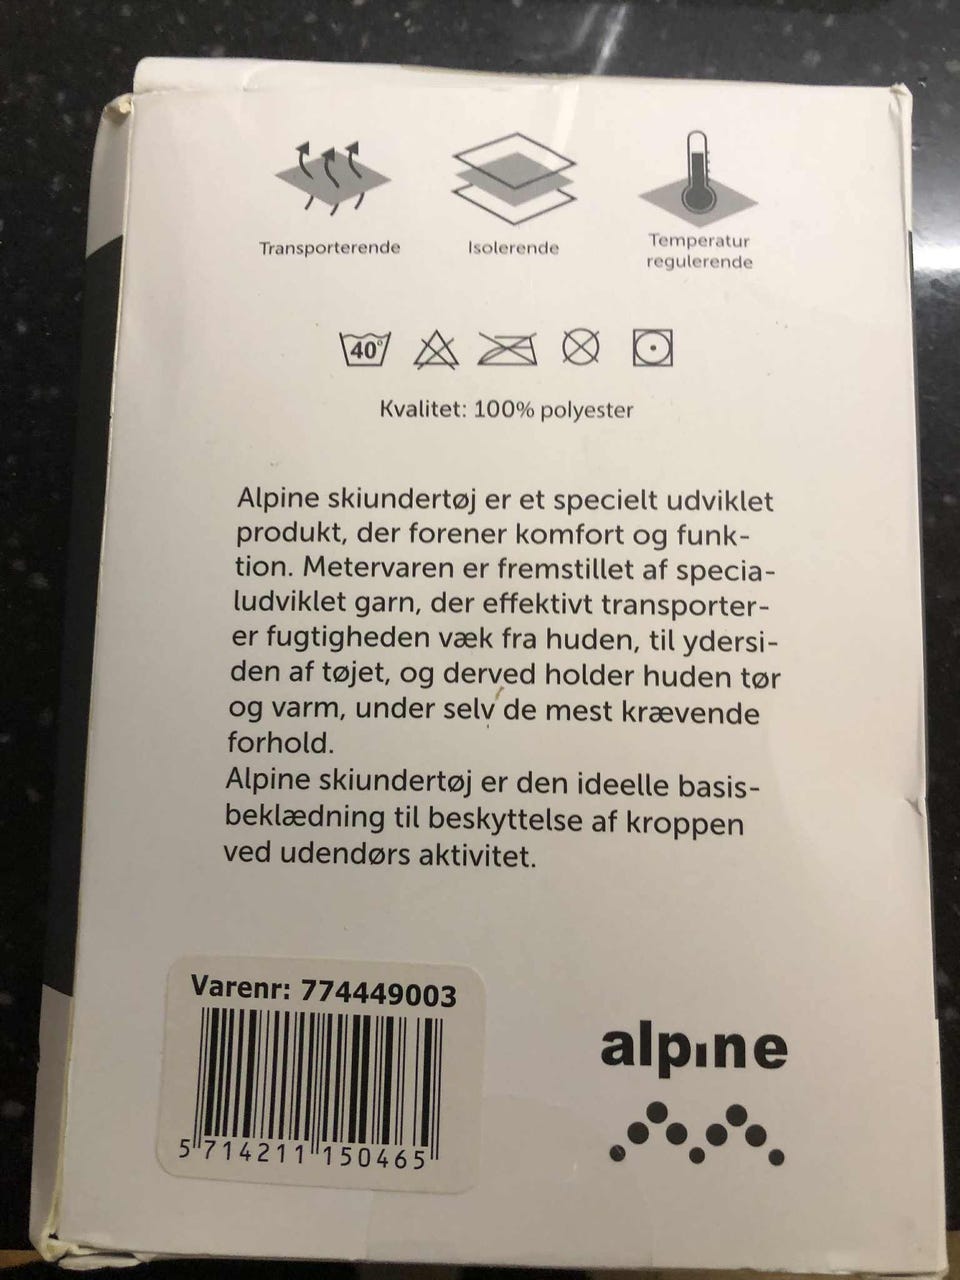 Transporterende
Isolerende
Temperatur
regulerende
40°
Kvalitet: 100% polyester
Alpine skiundertøj er et specielt udviklet
produkt, der forener komfort og funk-
tion. Metervaren er fremstillet af specia-
ludviklet garn, der effektivt transporter-
er fugtigheden væk fra huden, til ydersi-
den af tøjet, og derved holder huden tør
og varm, under selv de mest krævende
forhold.
Alpine skiundertøj er den ideelle basis-
beklædning til beskyttelse af kroppen
ved udendørs aktivitet.
Varenr: 774449003
5 714211 150465
alpine